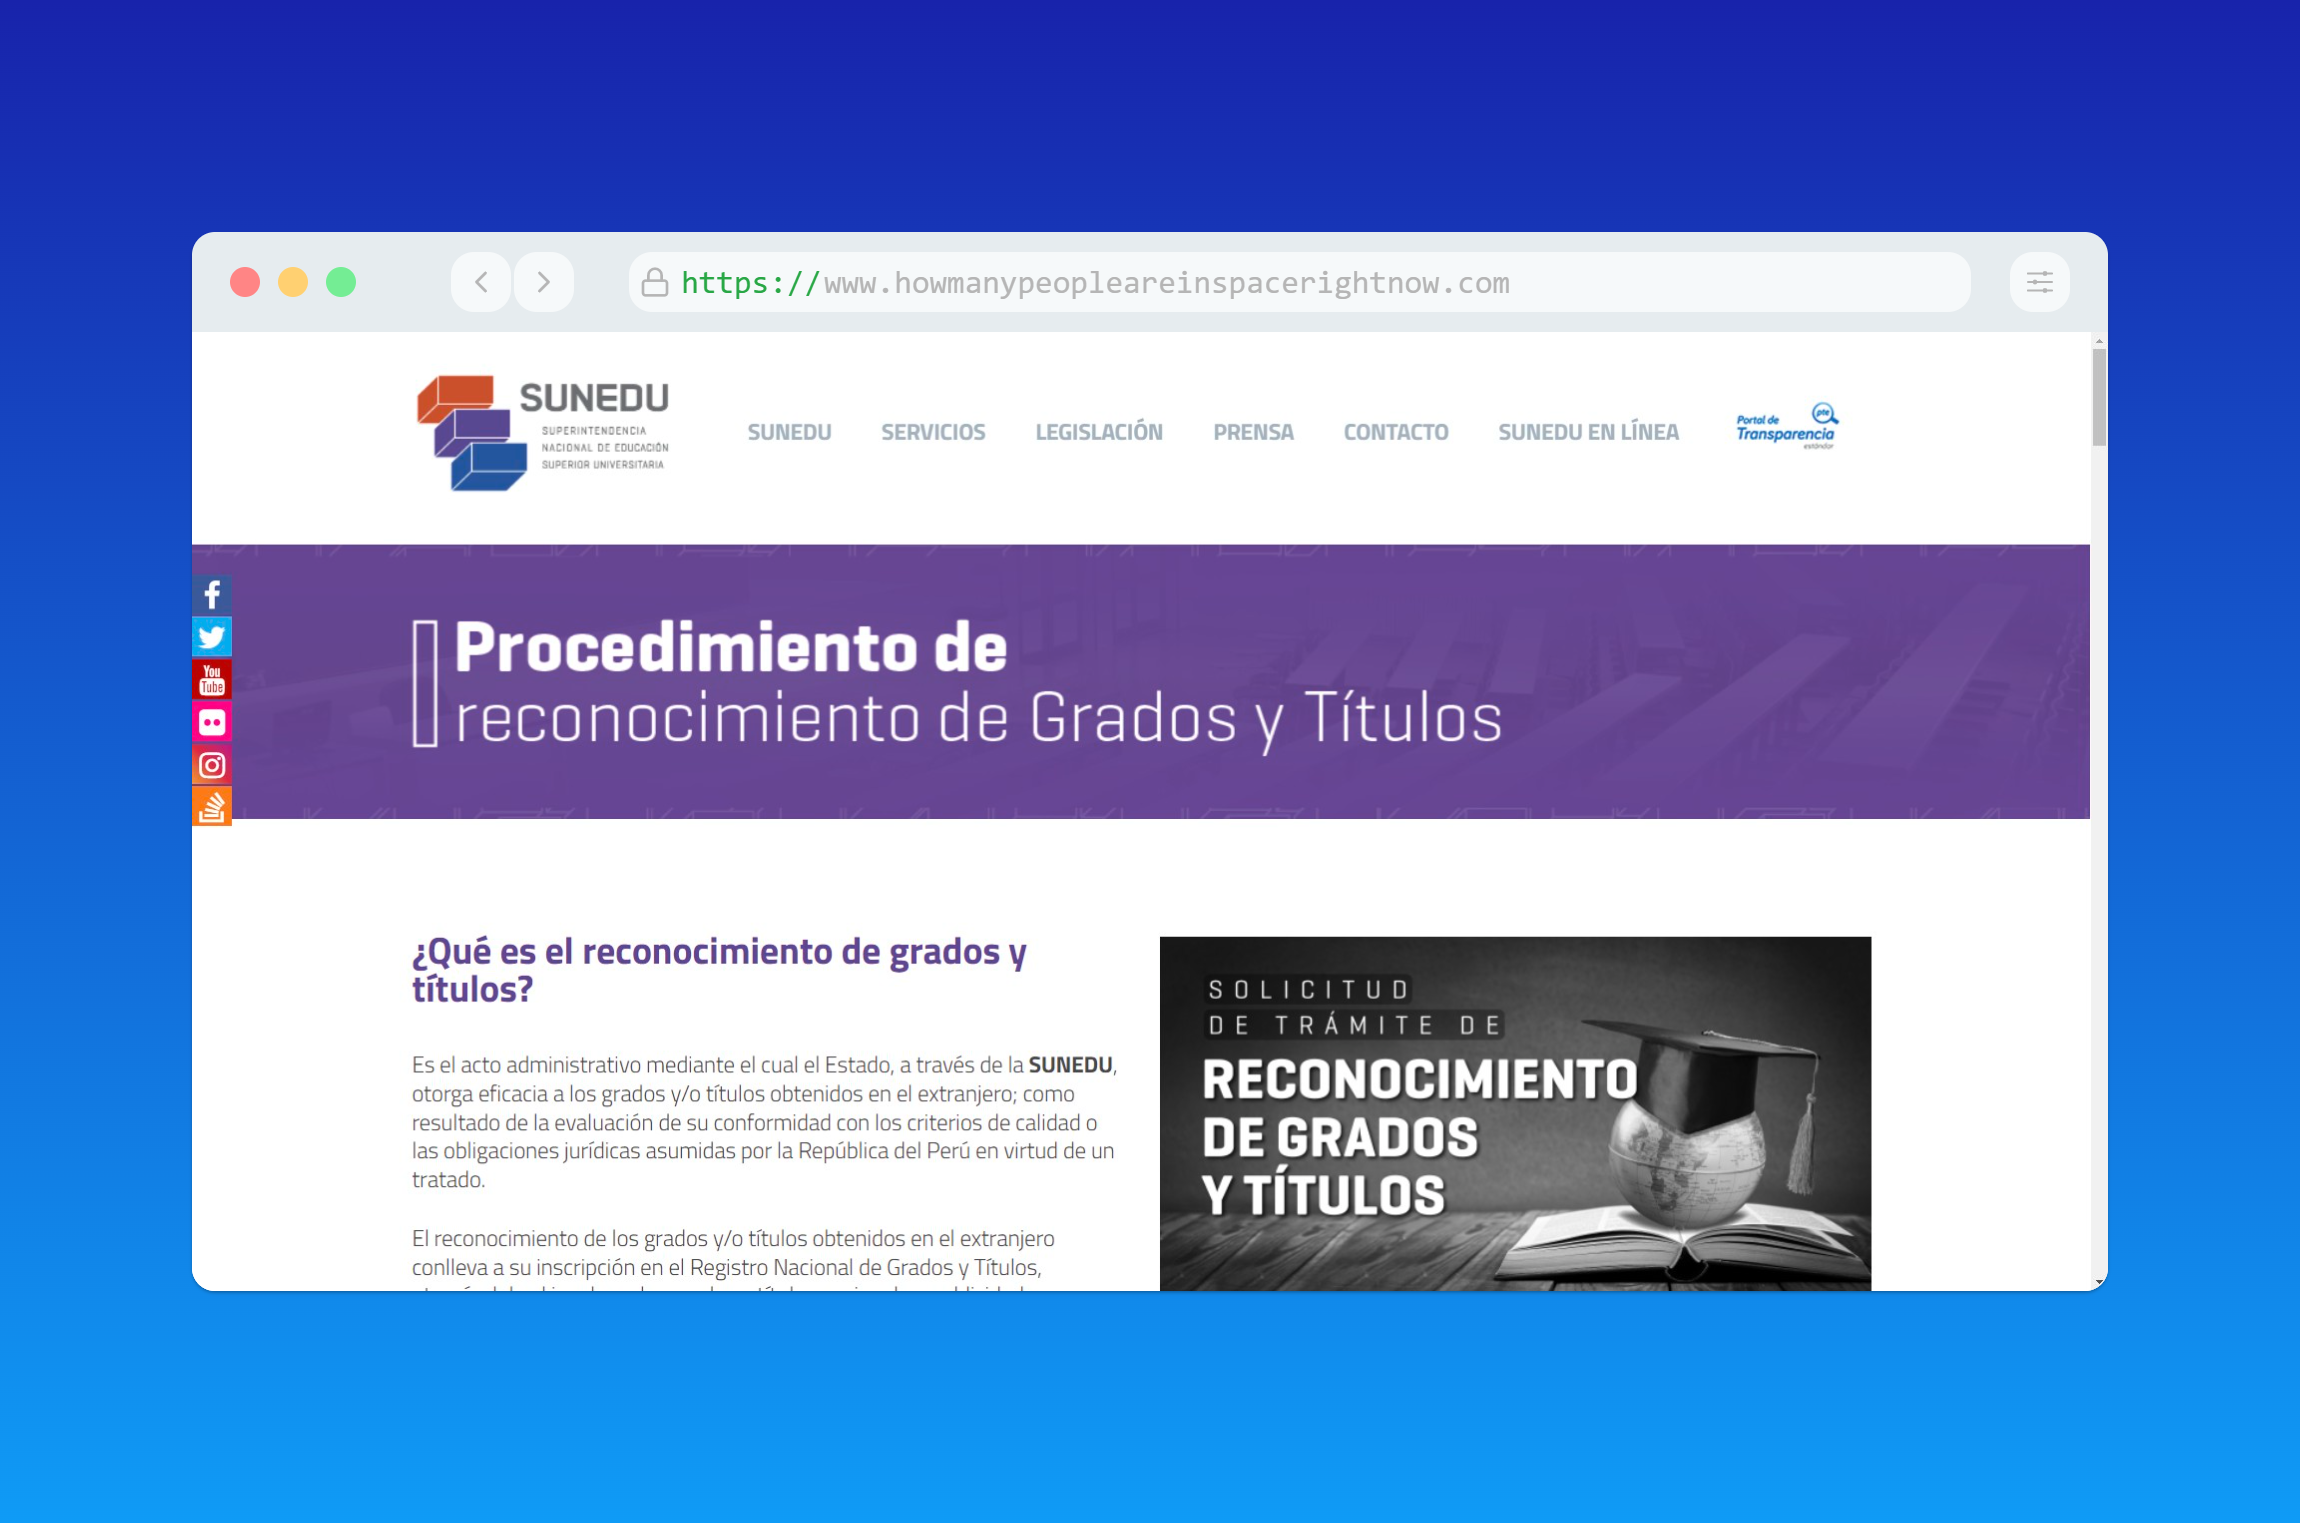 https://www.howmanypeopleareinspacerightnow.com
SUNEDU
SUPERINTENDENCIA
NACIONAL DE EDUCACIÓN
SUPERIOR UNIVERSITARIA
SUNEDU SERVICIOS LEGISLACIÓN PRENSA CONTACTO SUNEDU EN LÍNEA
Portal de pte
Transparencia
estándar
You
Tube
Procedimiento de
reconocimiento de Grados y Títulos
¿Qué es el reconocimiento de grados y
títulos?
Es el acto administrativo mediante el cual el Estado, a través de la SUNEDU,
otorga eficacia a los grados y/o títulos obtenidos en el extranjero; como
resultado de la evaluación de su conformidad con los criterios de calidad o
las obligaciones jurídicas asumidas por la República del Perú en virtud de un
tratado.
El reconocimiento de los grados y/o títulos obtenidos en el extranjero
conlleva a su inscripción en el Registro Nacional de Grados y Títulos,
SOLICITUD
DE TRÁMITE DE
RECONOCIMIENTO
DE GRADOS
Y TÍTULOS